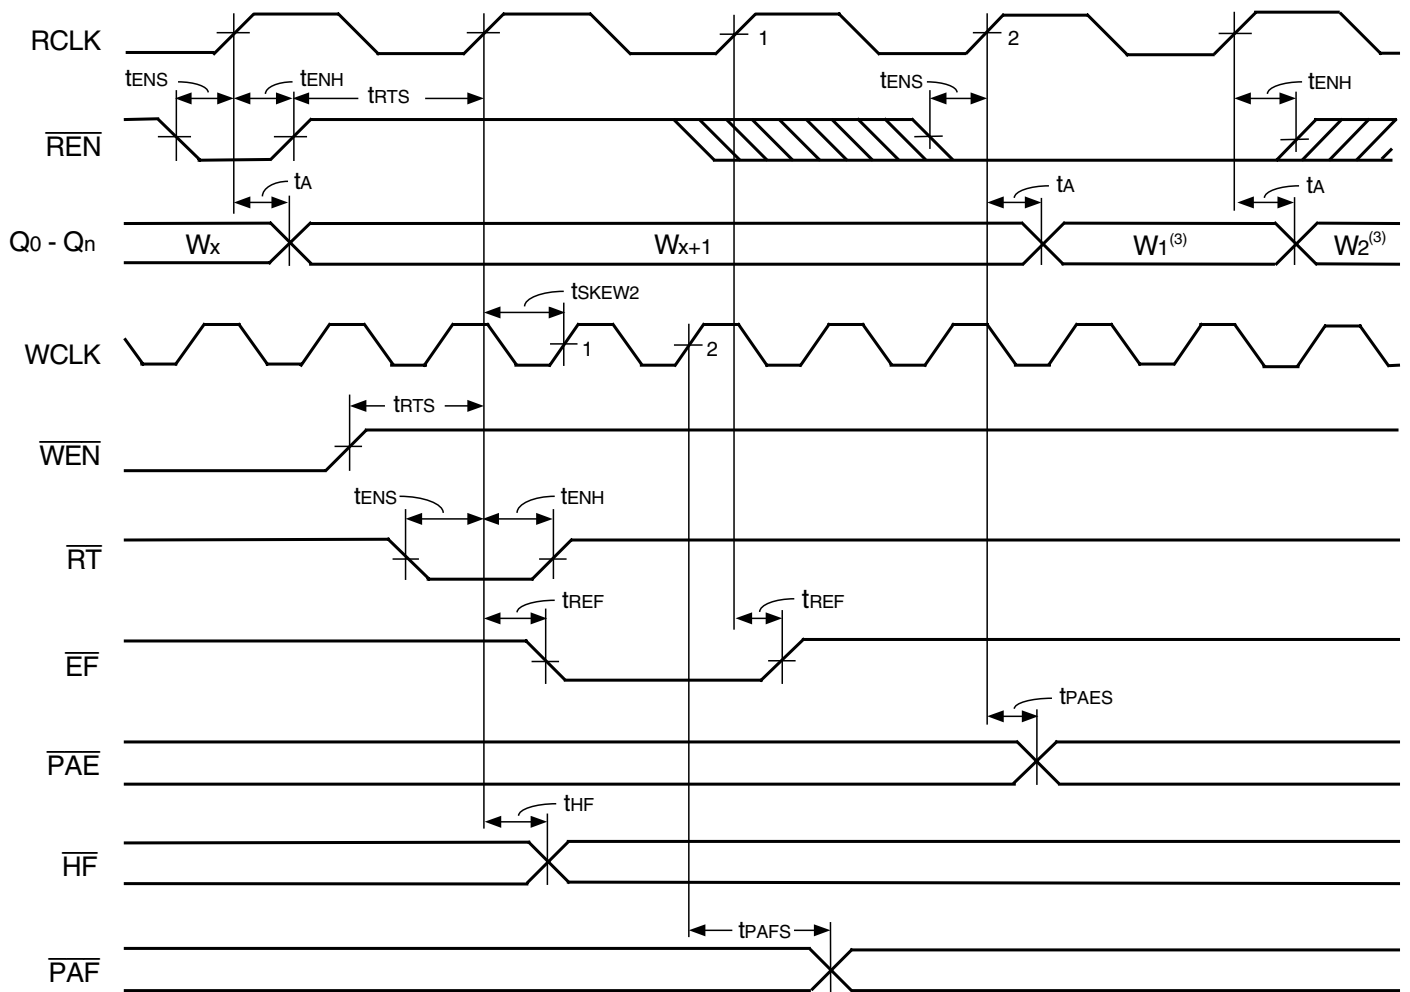 RCLK
1
2
tENS
tENH
tRTS
tENS
tENH
REN
tA
tA
tA
Q0 - Qn
Wx
Wx+1
W1(3)
W2(3)
tSKEW2
WCLK
1
2
tRTS
WEN
tENS
tENH
RT
tREF
tREF
EF
tPAES
PAE
tHF
HF
tPAFS
PAF